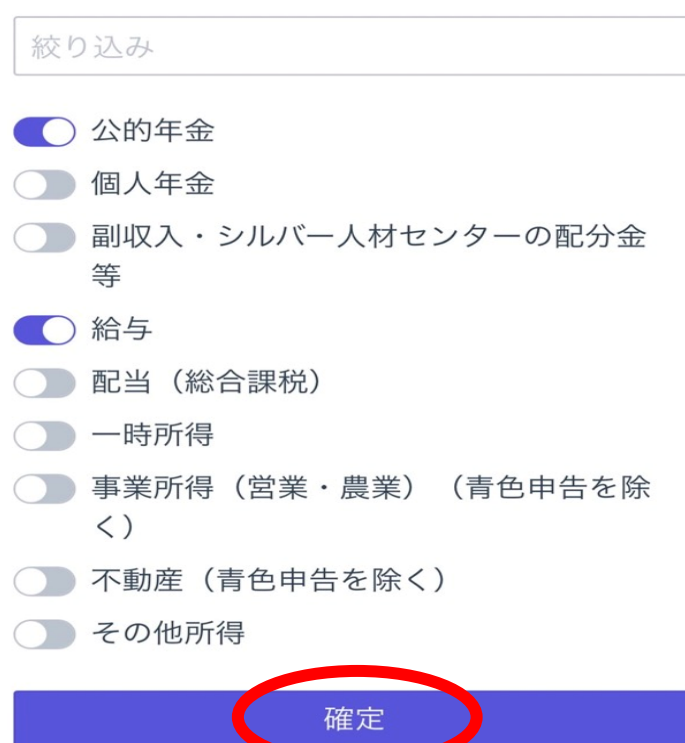 絞り込み
公的年金
個人年金
副収入・シルバー人材センターの配分金
等
給与
配当（総合課税）
一時所得
事業所得（営業・農業）（青色申告を除
く）
不動産（青色申告を除く）
その他所得
確定